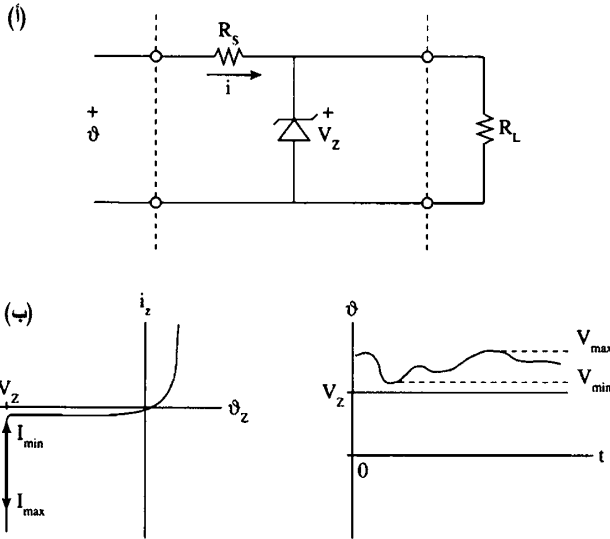 (أ)
R_S
i
+
ϑ
+
V_Z
R_L
(ب)
i_z
V_Z
ϑ_Z
I_min
I_max
ϑ
V_max
V_min
V_Z
0
t